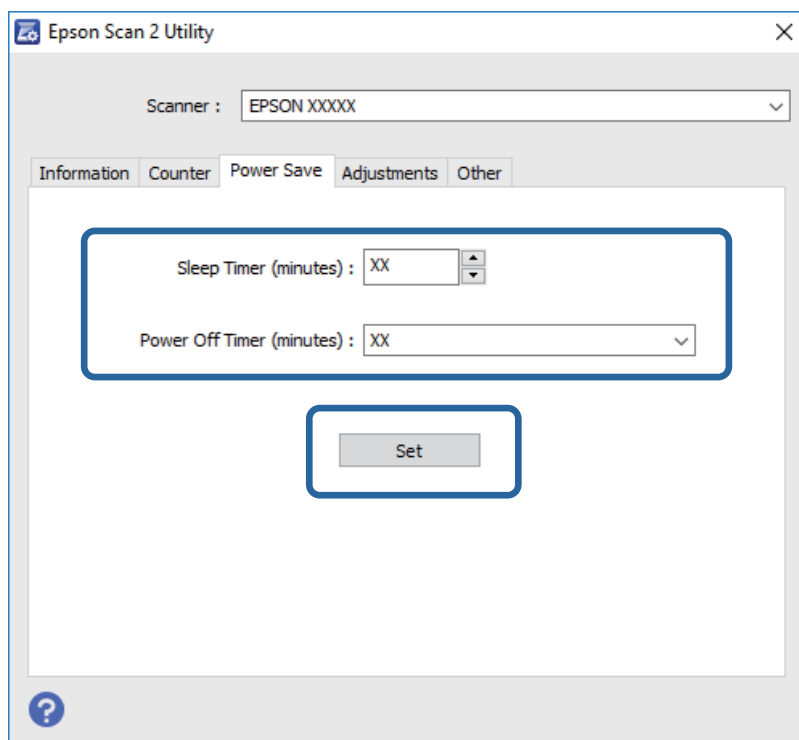 Epson Scan 2 Utility
Scanner : EPSON XXXXX
Information Counter Power Save Adjustments Other
Sleep Timer (minutes) : XX
Power Off Timer (minutes) : XX
Set
?